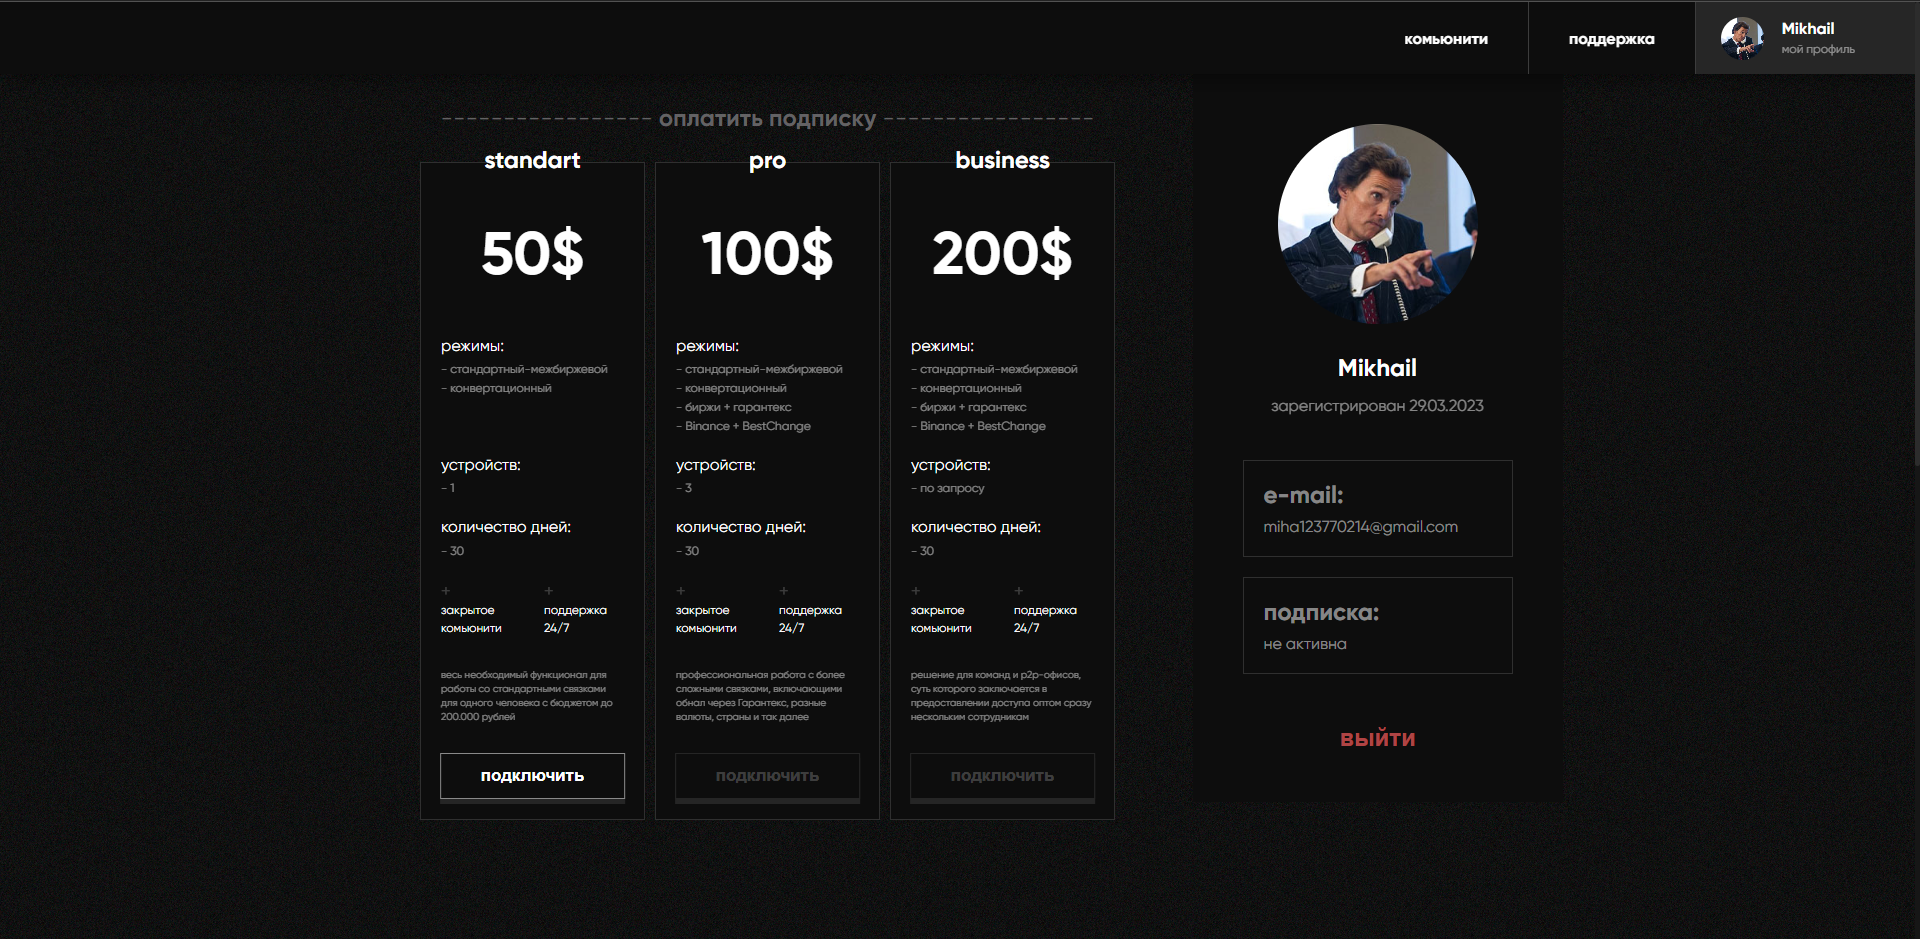 комьюнити
поддержка
Mikhail
мой профиль
оплатить подписку
standart
50$
режимы:
- стандартный-межбиржевой
- конвертационный
устройств:
- 1
количество дней:
- 30
+
закрытое
комьюнити
+
поддержка
24/7
весь необходимый функционал для
работы со стандартными связками
для одного человека с бюджетом до
200.000 рублей
подключить
pro
100$
режимы:
- стандартный-межбиржевой
- конвертационный
- биржи + гарантекс
- Binance + BestChange
устройств:
- 3
количество дней:
- 30
+
закрытое
комьюнити
+
поддержка
24/7
профессиональная работа с более
сложными связками, включающими
обнал через Гарантекс, разные
валюты, страны и так далее
подключить
business
200$
режимы:
- стандартный-межбиржевой
- конвертационный
- биржи + гарантекс
- Binance + BestChange
устройств:
- по запросу
количество дней:
- 30
+
закрытое
комьюнити
+
поддержка
24/7
решение для команд и p2p-офисов,
суть которого заключается в
предоставлении доступа оптом сразу
нескольким сотрудникам
подключить
Mikhail
зарегистрирован 29.03.2023
e-mail:
miha123770214@gmail.com
подписка:
не активна
выйти